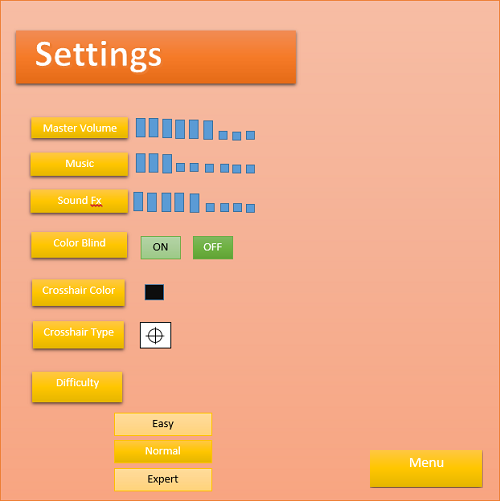 Settings
Master Volume
Music
Sound Fx
Color Blind
ON OFF
Crosshair Color
Crosshair Type
Difficulty
Easy
Normal
Expert
Menu